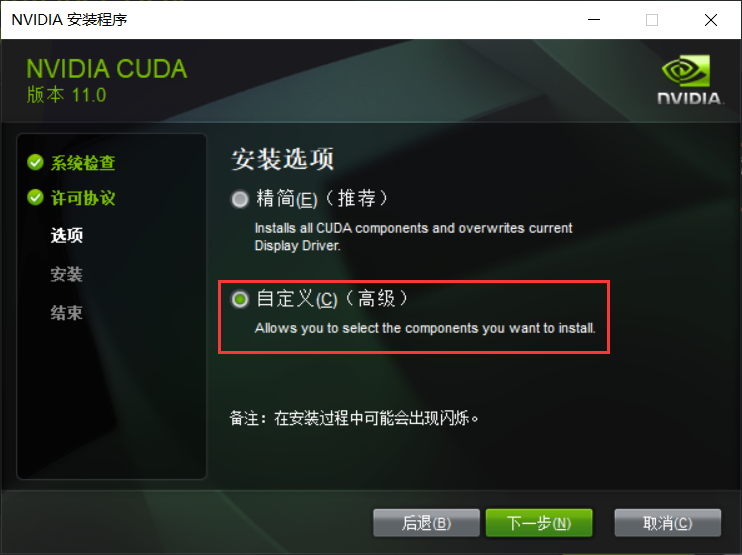 NVIDIA 安装程序
NVIDIA CUDA
版本 11.0
NVIDIA.
系统检查
许可协议
选项
安装
结束
安装选项
精简(E)（推荐）
Installs all CUDA components and overwrites current
Display Driver.
自定义(C)（高级）
Allows you to select the components you want to install.
备注：在安装过程中可能会出现闪烁。
后退(B)
下一步(N)
取消(C)